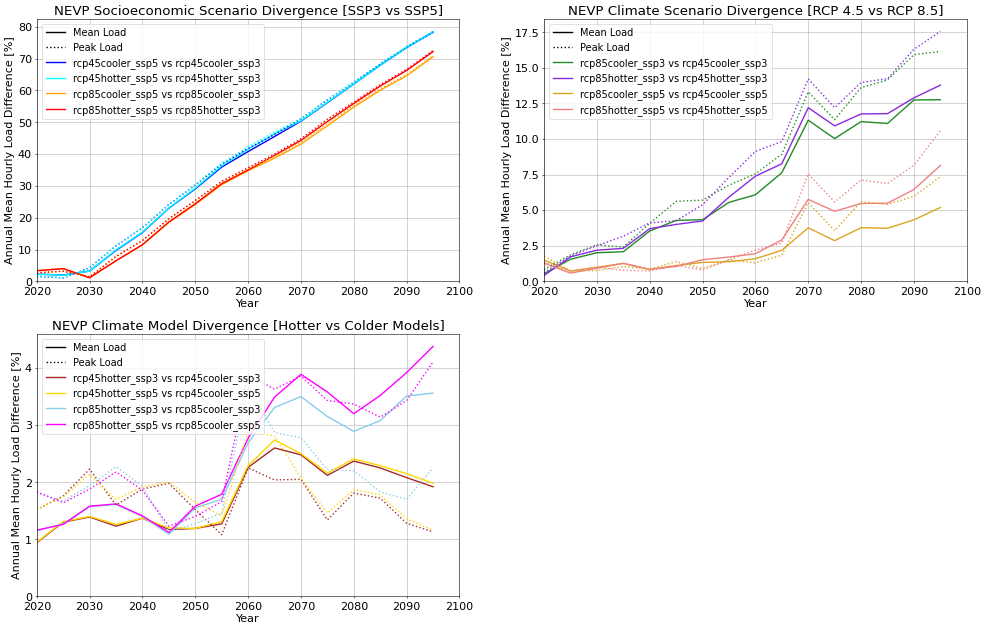 NEVP Socioeconomic Scenario Divergence [SSP3 vs SSP5]
Annual Mean Hourly Load Difference [%]
80
70
60
50
40
30
20
10
0
Mean Load
Peak Load
rcp45cooler_ssp5 vs rcp45cooler_ssp3
rcp45hotter_ssp5 vs rcp45hotter_ssp3
rcp85cooler_ssp5 vs rcp85cooler_ssp3
rcp85hotter_ssp5 vs rcp85hotter_ssp3
2020 2030 2040 2050 2060 2070 2080 2090 2100
Year
NEVP Climate Scenario Divergence [RCP 4.5 vs RCP 8.5]
Annual Mean Hourly Load Difference [%]
17.5
15.0
12.5
10.0
7.5
5.0
2.5
0.0
Mean Load
Peak Load
rcp85cooler_ssp3 vs rcp45cooler_ssp3
rcp85hotter_ssp3 vs rcp45hotter_ssp3
rcp85cooler_ssp5 vs rcp45cooler_ssp5
rcp85hotter_ssp5 vs rcp45hotter_ssp5
2020 2030 2040 2050 2060 2070 2080 2090 2100
Year
NEVP Climate Model Divergence [Hotter vs Colder Models]
Annual Mean Hourly Load Difference [%]
4
3
2
1
0
Mean Load
Peak Load
rcp45hotter_ssp3 vs rcp45cooler_ssp3
rcp45hotter_ssp5 vs rcp45cooler_ssp5
rcp85hotter_ssp3 vs rcp85cooler_ssp3
rcp85hotter_ssp5 vs rcp85cooler_ssp5
2020 2030 2040 2050 2060 2070 2080 2090 2100
Year